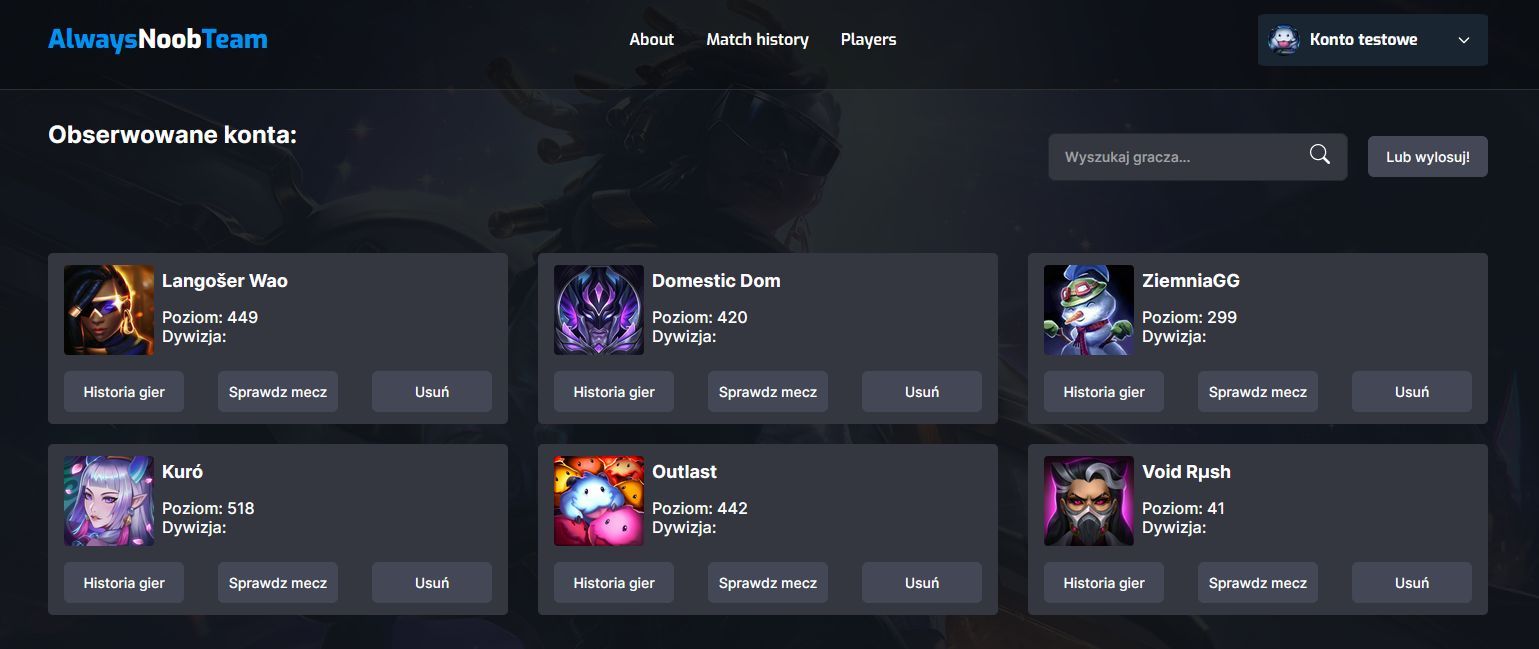 AlwaysNoobTeam
About
Match history
Players
Konto testowe
Obserwowane konta:
Wyszukaj gracza...
Lub wylosuj!
Langošer Wao
Poziom: 449
Dywizja:
Historia gier
Sprawdz mecz
Usuń
Domestic Dom
Poziom: 420
Dywizja:
Historia gier
Sprawdz mecz
Usuń
ZiemniaGG
Poziom: 299
Dywizja:
Historia gier
Sprawdz mecz
Usuń
Kuró
Poziom: 518
Dywizja:
Historia gier
Sprawdz mecz
Usuń
Outlast
Poziom: 442
Dywizja:
Historia gier
Sprawdz mecz
Usuń
Void Rμsh
Poziom: 41
Dywizja:
Historia gier
Sprawdz mecz
Usuń